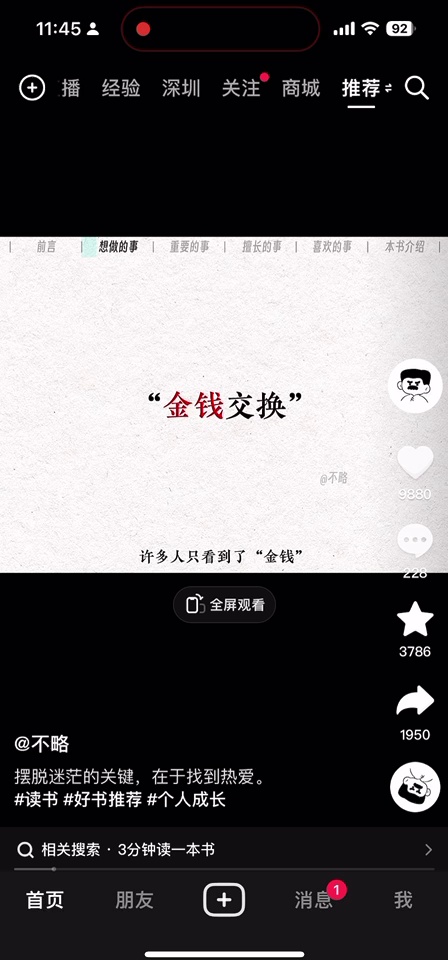 11:45
92
播 经验 深圳 关注 商城 推荐
前言 | 想做的事 | 重要的事 | 擅长的事 | 喜欢的事 | 本书介绍
“金钱交换”
@不略
许多人只看到了“金钱”
9880
228
全屏观看
3786
1950
@不略
摆脱迷茫的关键，在于找到热爱。
#读书 #好书推荐 #个人成长
相关搜索 · 3分钟读一本书
首页 朋友 消息 1 我